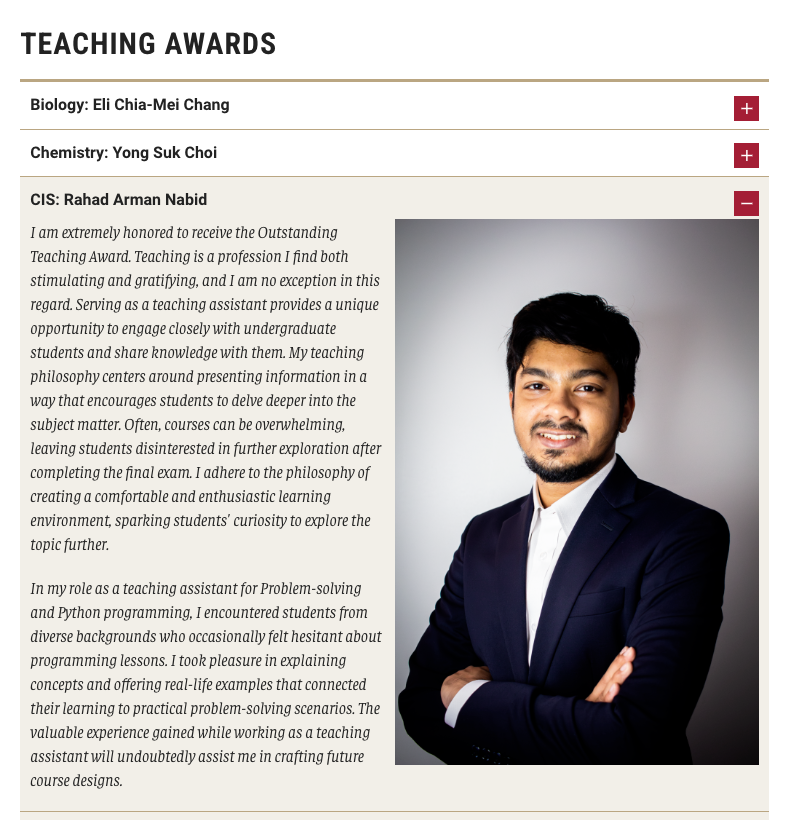 TEACHING AWARDS
Biology: Eli Chia-Mei Chang
Chemistry: Yong Suk Choi
CIS: Rahad Arman Nabid
I am extremely honored to receive the Outstanding
Teaching Award. Teaching is a profession I find both
stimulating and gratifying, and I am no exception in this
regard. Serving as a teaching assistant provides a unique
opportunity to engage closely with undergraduate
students and share knowledge with them. My teaching
philosophy centers around presenting information in a
way that encourages students to delve deeper into the
subject matter. Often, courses can be overwhelming,
leaving students disinterested in further exploration after
completing the final exam. I adhere to the philosophy of
creating a comfortable and enthusiastic learning
environment, sparking students' curiosity to explore the
topic further.
In my role as a teaching assistant for Problem-solving
and Python programming, I encountered students from
diverse backgrounds who occasionally felt hesitant about
programming lessons. I took pleasure in explaining
concepts and offering real-life examples that connected
their learning to practical problem-solving scenarios. The
valuable experience gained while working as a teaching
assistant will undoubtedly assist me in crafting future
course designs.